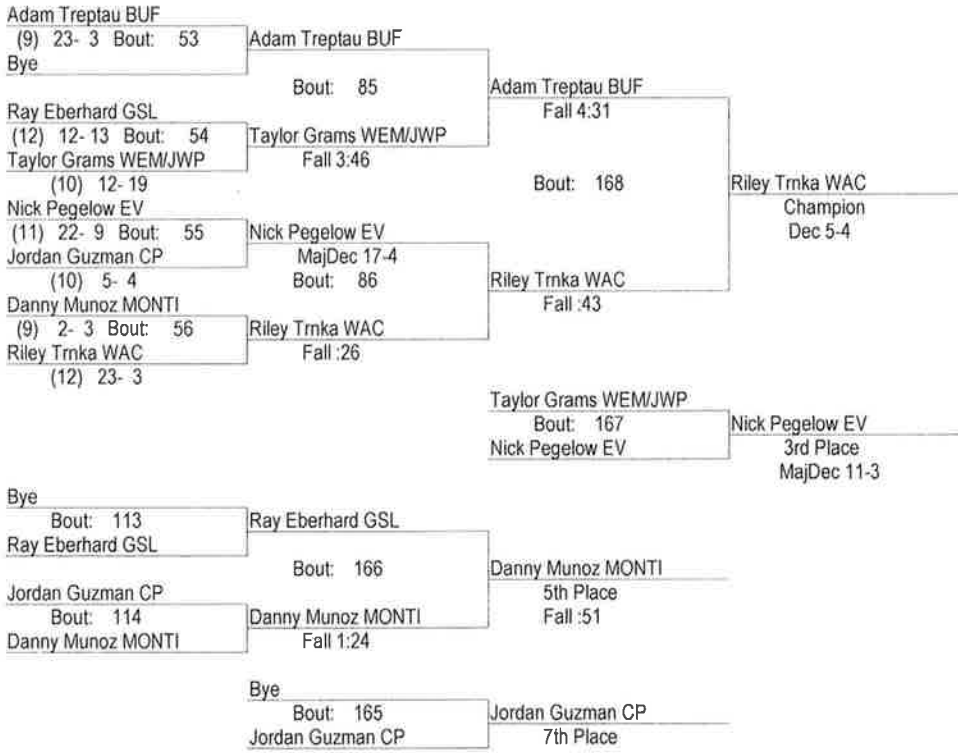 Adam Treptau BUF
(9) 23- 3 Bout: 53
Bye
Adam Treptau BUF
Bout: 85
Ray Eberhard GSL
(12) 12- 13 Bout: 54
Taylor Grams WEM/JWP
(10) 12- 19
Taylor Grams WEM/JWP
Fall 3:46
Adam Treptau BUF
Fall 4:31
Bout: 168
Nick Pegelow EV
(11) 22- 9 Bout: 55
Jordan Guzman CP
(10) 5- 4
Nick Pegelow EV
MajDec 17-4
Bout: 86
Danny Munoz MONTI
(9) 2- 3 Bout: 56
Riley Trnka WAC
(12) 23- 3
Riley Trnka WAC
Fall :26
Riley Trnka WAC
Fall :43
Riley Trnka WAC
Champion
Dec 5-4
Taylor Grams WEM/JWP
Bout: 167
Nick Pegelow EV
Nick Pegelow EV
3rd Place
MajDec 11-3
Bye
Bout: 113
Ray Eberhard GSL
Ray Eberhard GSL
Bout: 166
Jordan Guzman CP
Bout: 114
Danny Munoz MONTI
Danny Munoz MONTI
Fall 1:24
Danny Munoz MONTI
5th Place
Fall :51
Bye
Bout: 165
Jordan Guzman CP
Jordan Guzman CP
7th Place